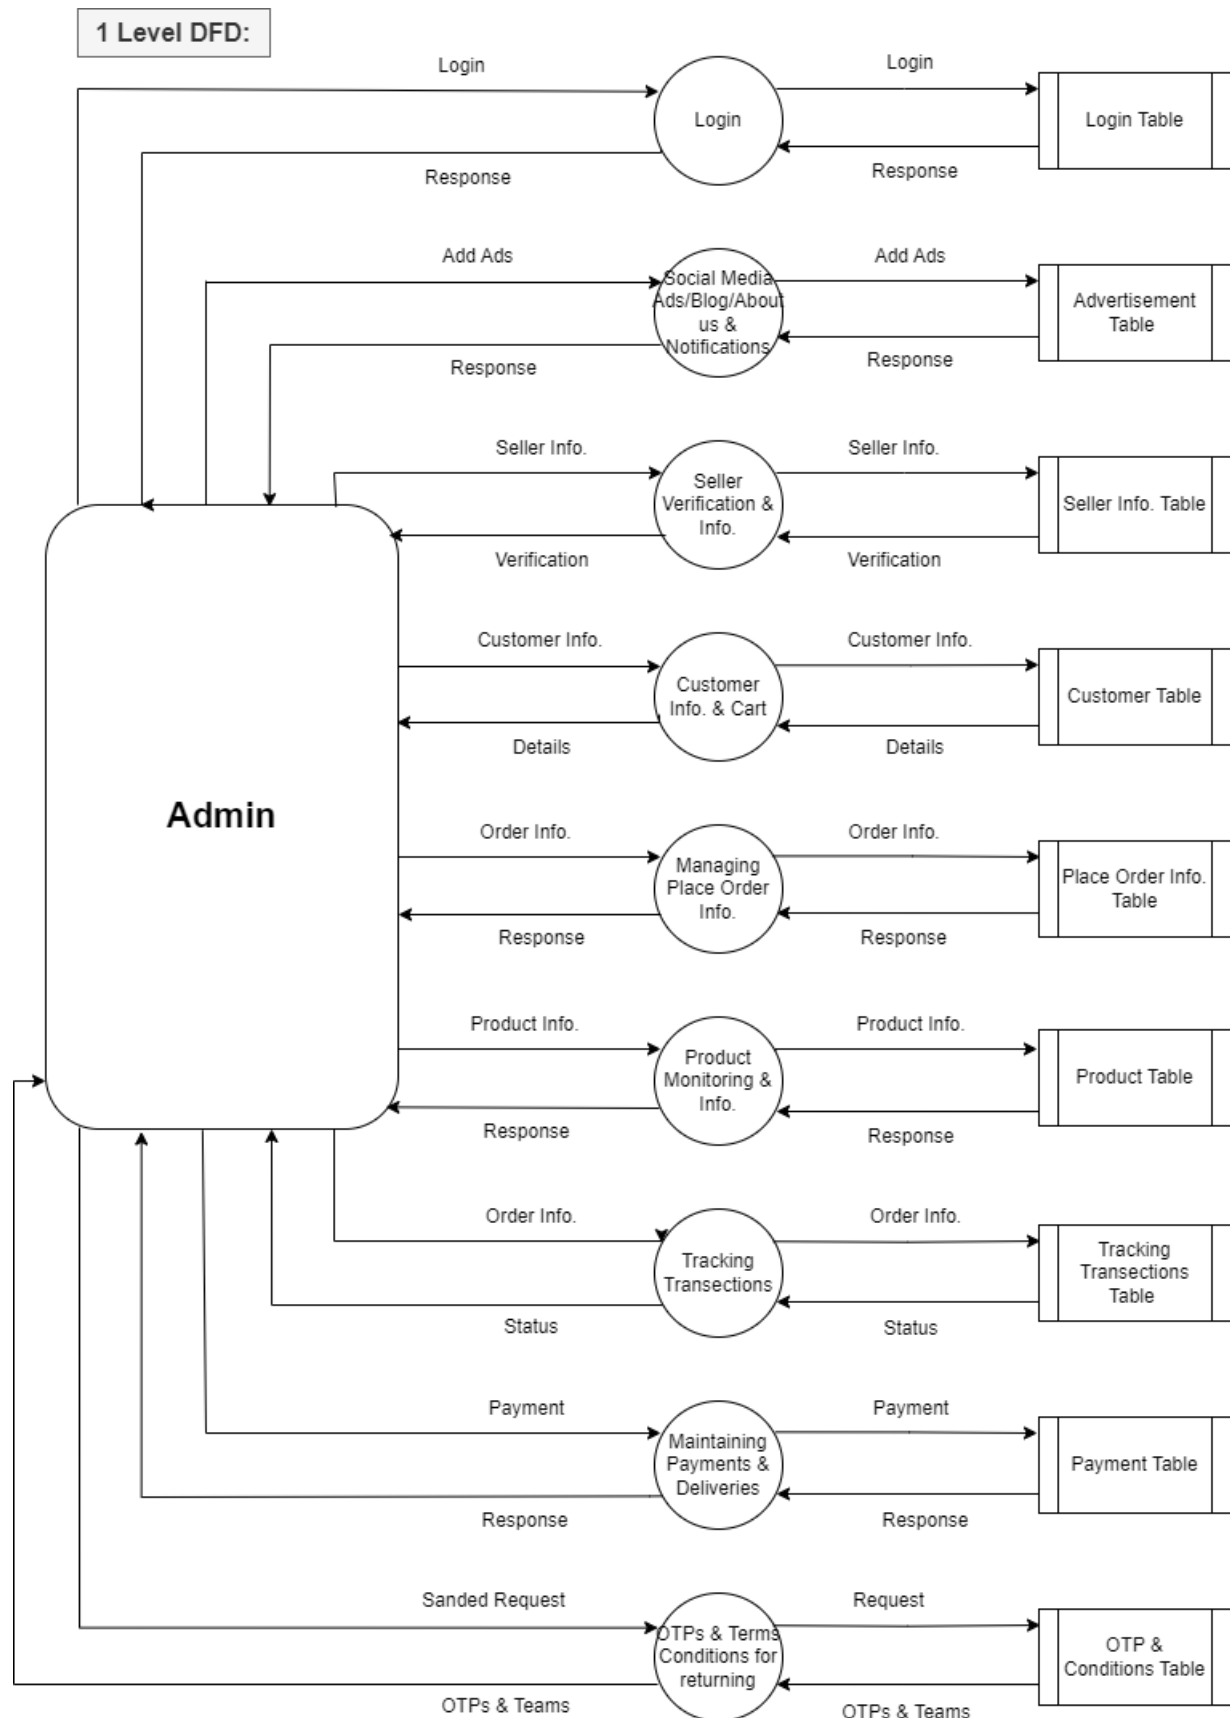 1 Level DFD:
Login
Login
Login
Login Table
Response
Response
Add Ads
Add Ads
Social Media
Ads/Blog/About
us &
Notifications
Advertisement
Table
Response
Response
Seller Info.
Seller Info.
Seller
Verification &
Info.
Seller Info. Table
Verification
Verification
Customer Info.
Customer Info.
Customer
Info. & Cart
Customer Table
Details
Details
Admin
Order Info.
Order Info.
Managing
Place Order
Info.
Place Order Info.
Table
Response
Response
Product Info.
Product Info.
Product
Monitoring &
Info.
Product Table
Response
Response
Order Info.
Order Info.
Tracking
Transections
Tracking
Transections
Table
Status
Status
Payment
Payment
Maintaining
Payments &
Deliveries
Payment Table
Response
Response
Sanded Request
Request
OTPs & Terms
Conditions for
returning
OTP &
Conditions Table
OTPs & Teams
OTPs & Teams